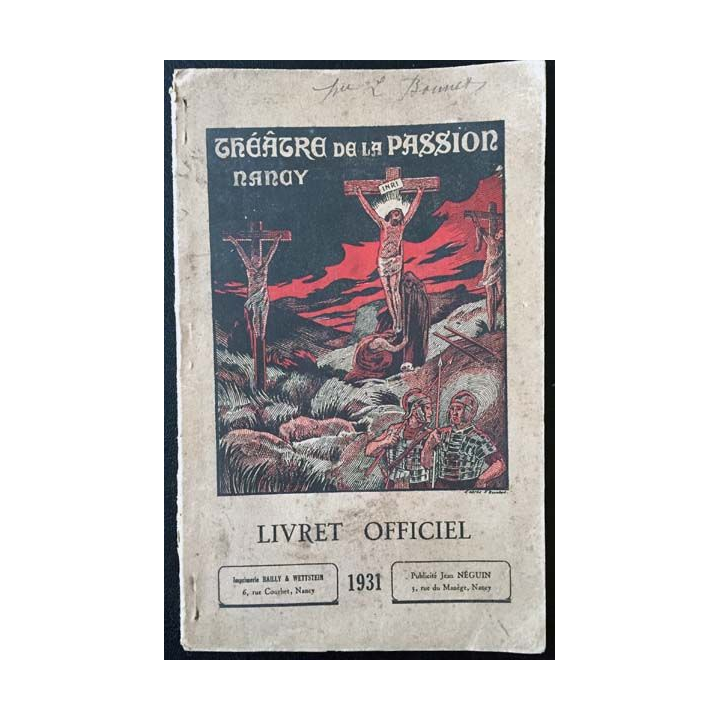 L Bonnet
THÉÂTRE DE LA PASSION
NANCY
INRI
LIVRET OFFICIEL
Imprimerie BAILLY & WETTSTEIN
6, rue Courbet, Nancy
1931
Publicité Jean NÉGUIN
5, rue du Manège, Nancy